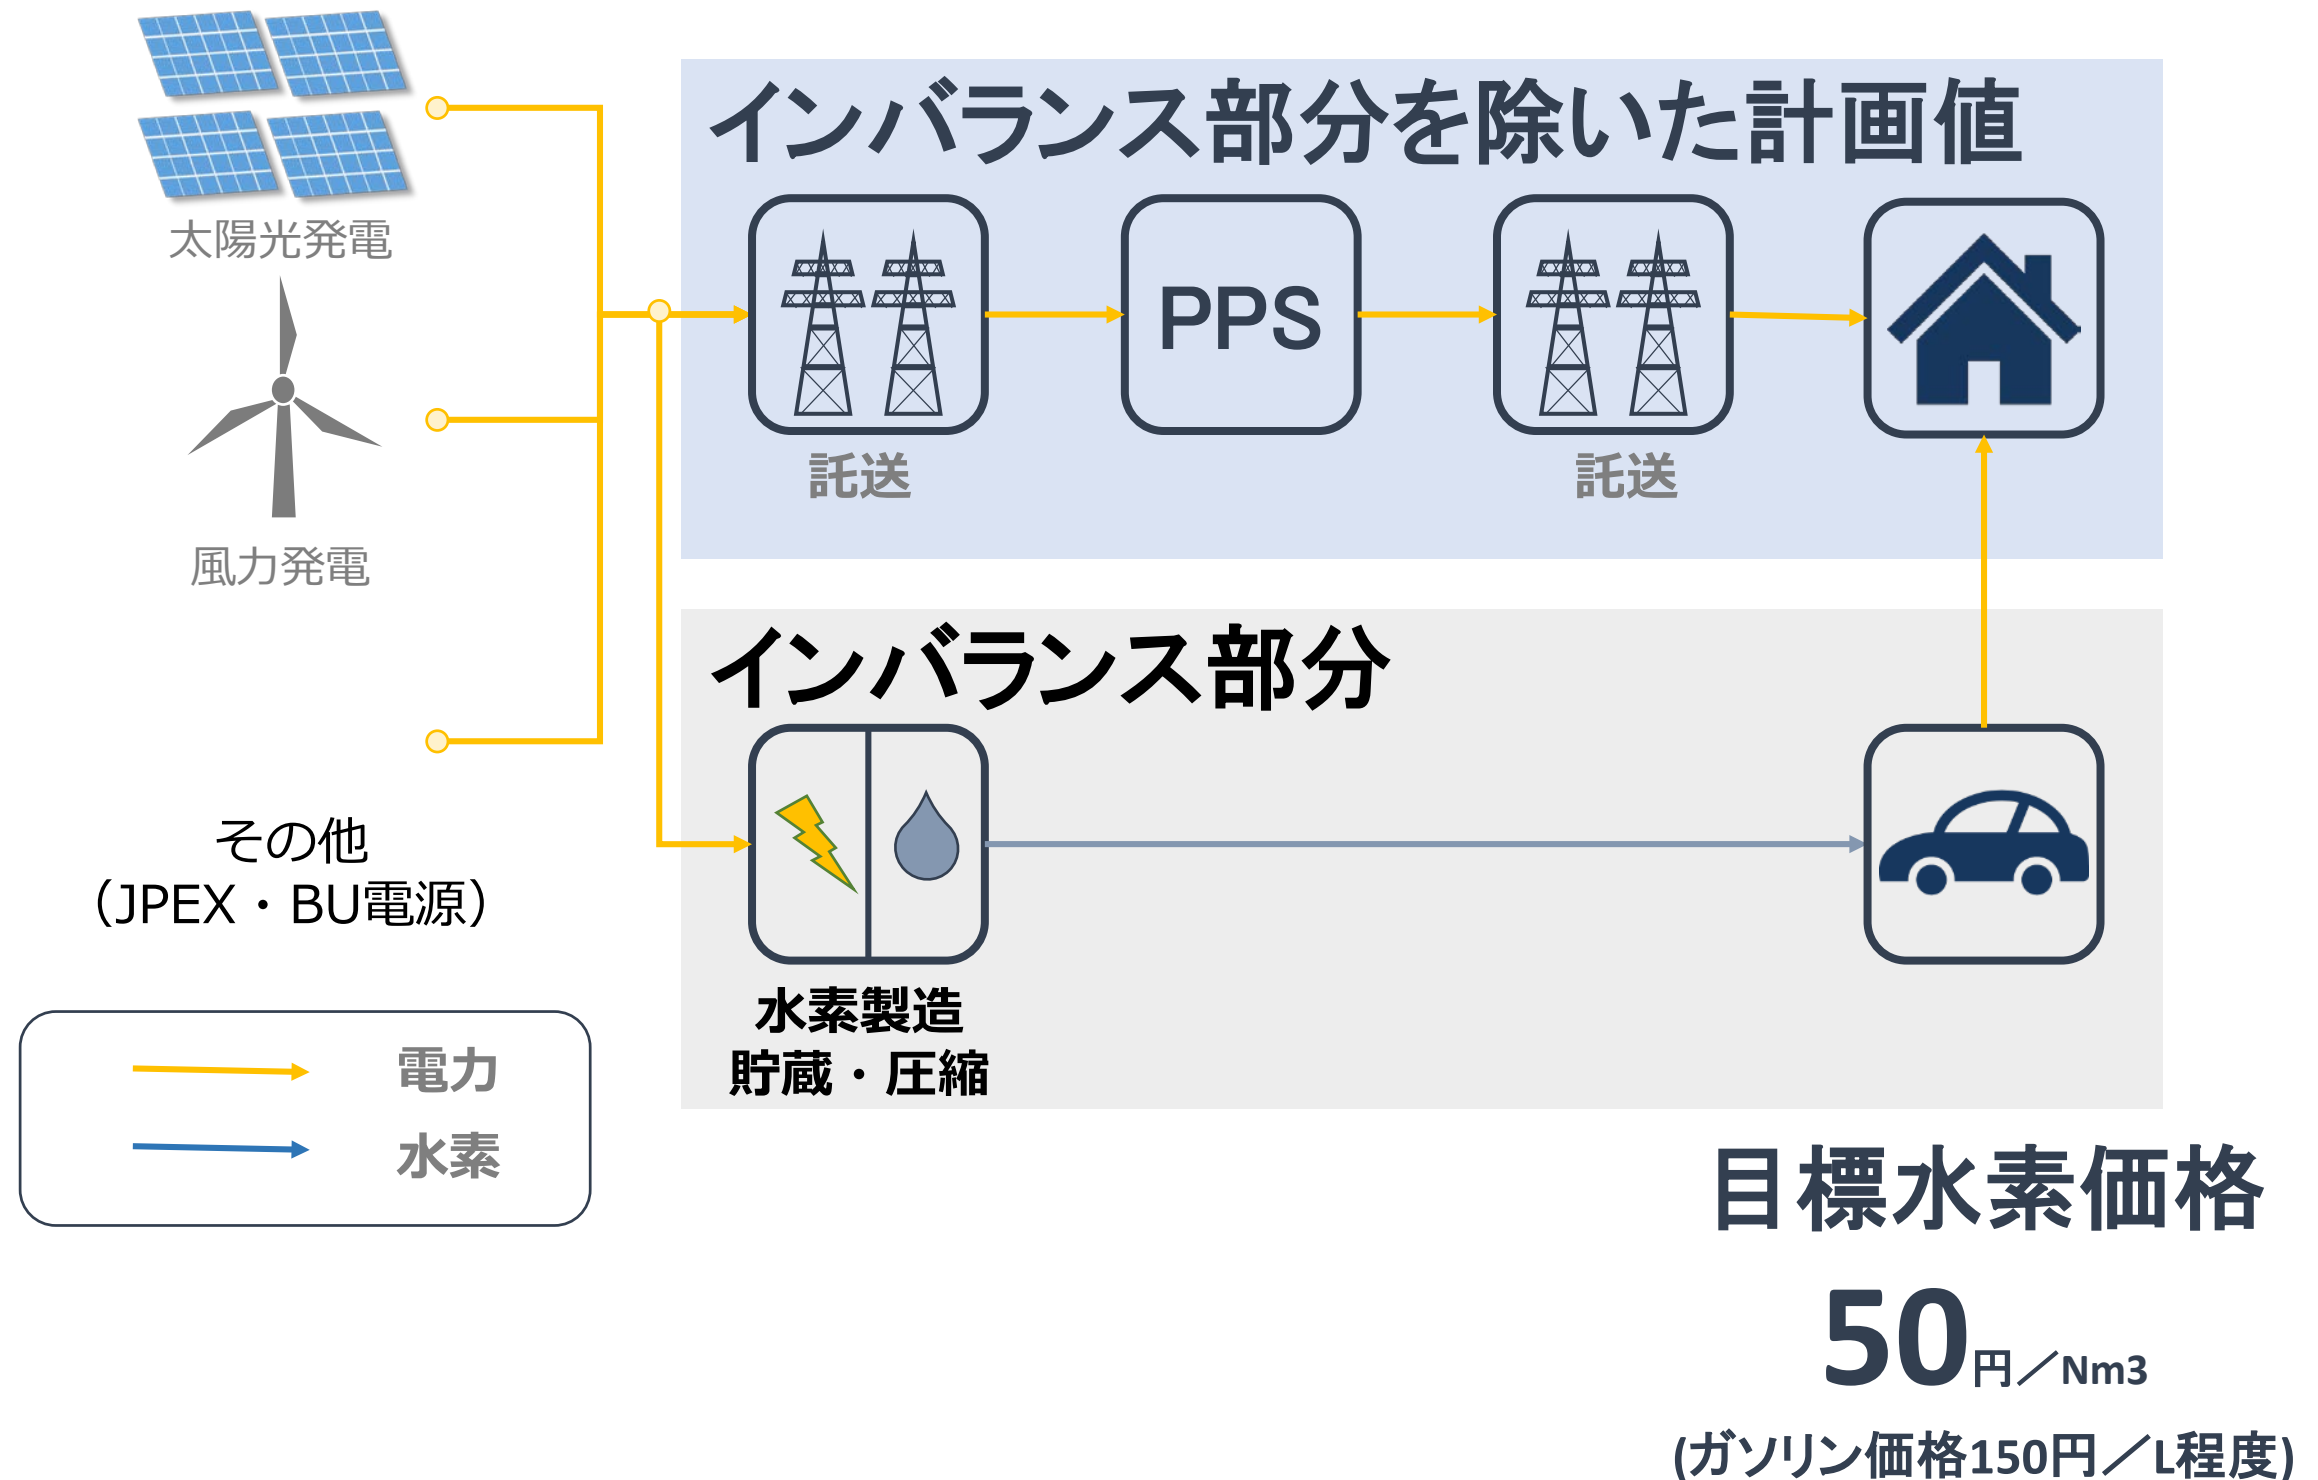 太陽光発電
風力発電
その他
（JPEX・BU電源）
電力
水素
インバランス部分を除いた計画値
PPS
託送
託送
インバランス部分
水素製造
貯蔵・圧縮
目標水素価格
50円／Nm3
(ガソリン価格150円／L程度)